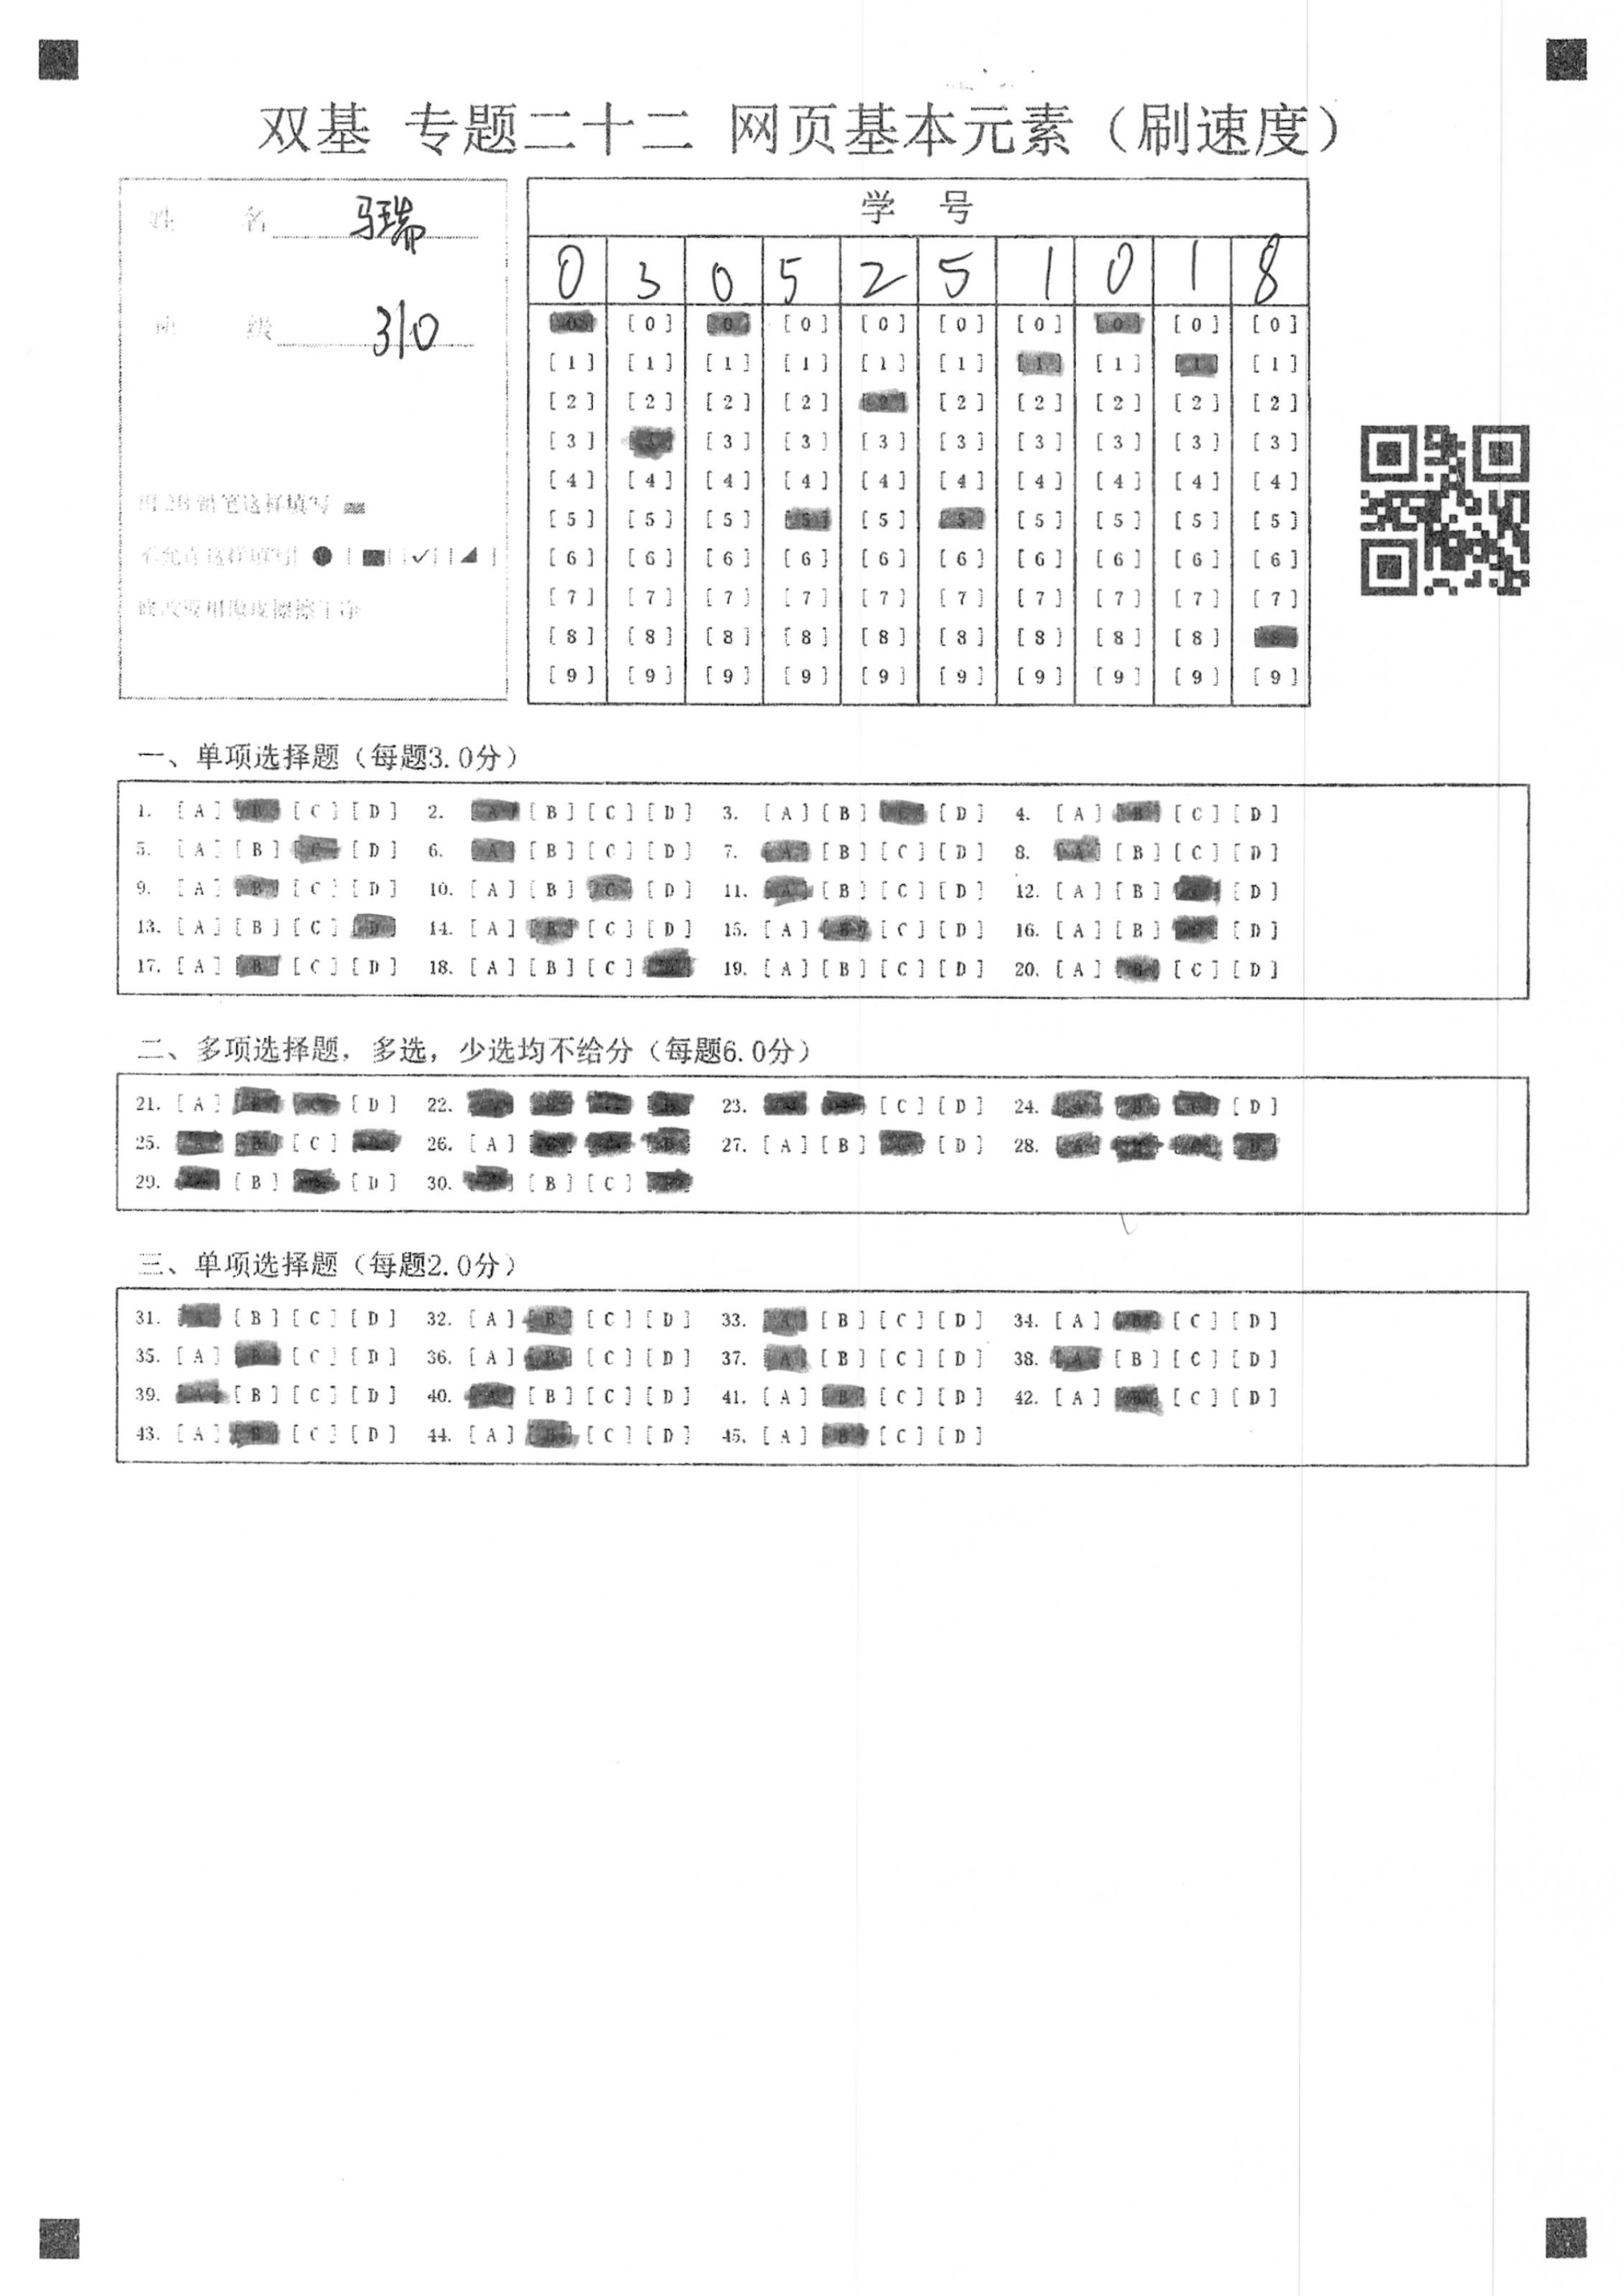 双基 专题二十二 网页基本元素（刷速度）
姓 名 马瑞
班 级 310
用2B铅笔这样填写
不允许这样填写
修改要用橡皮擦擦干净
学 号
0 3 0 5 2 5 1 0 1 8
[0] [0] [0] [0] [0] [0] [0] [0] [0] [0]
[1] [1] [1] [1] [1] [1] [1] [1] [1] [1]
[2] [2] [2] [2] [2] [2] [2] [2] [2] [2]
[3] [3] [3] [3] [3] [3] [3] [3] [3]
[4] [4] [4] [4] [4] [4] [4] [4] [4] [4]
[5] [5] [5] [5] [5] [5] [5] [5] [5] [5]
[6] [6] [6] [6] [6] [6] [6] [6] [6] [6]
[7] [7] [7] [7] [7] [7] [7] [7] [7] [7]
[8] [8] [8] [8] [8] [8] [8] [8] [8] [8]
[9] [9] [9] [9] [9] [9] [9] [9] [9] [9]
一、单项选择题（每题3.0分）
1. [A] [B] [C] [D] 2. [A] [B] [C] [D] 3. [A] [B] [C] [D] 4. [A] [B] [C] [D]
5. [A] [B] [C] [D] 6. [A] [B] [C] [D] 7. [A] [B] [C] [D] 8. [A] [B] [C] [D]
9. [A] [B] [C] [D] 10. [A] [B] [C] [D] 11. [A] [B] [C] [D] 12. [A] [B] [D]
13. [A] [B] [C] [D] 14. [A] [B] [C] [D] 15. [A] [B] [C] [D] 16. [A] [B] [D]
17. [A] [B] [C] [D] 18. [A] [B] [C] 19. [A] [B] [C] [D] 20. [A] [B] [C] [D]
二、多项选择题，多选，少选均不给分（每题6.0分）
21. [A] [D] 22. 23. [C] [D] 24. [D]
25. [C] 26. [A] 27. [A] [B] [D] 28.
29. [B] [D] 30. [B] [C]
三、单项选择题（每题2.0分）
31. [A] [B] [C] [D] 32. [A] [B] [C] [D] 33. [A] [B] [C] [D] 34. [A] [B] [C] [D]
35. [A] [B] [C] [D] 36. [A] [B] [C] [D] 37. [A] [B] [C] [D] 38. [A] [B] [C] [D]
39. [A] [B] [C] [D] 40. [A] [B] [C] [D] 41. [A] [B] [C] [D] 42. [A] [B] [C] [D]
43. [A] [B] [C] [D] 44. [A] [B] [C] [D] 45. [A] [B] [C] [D]